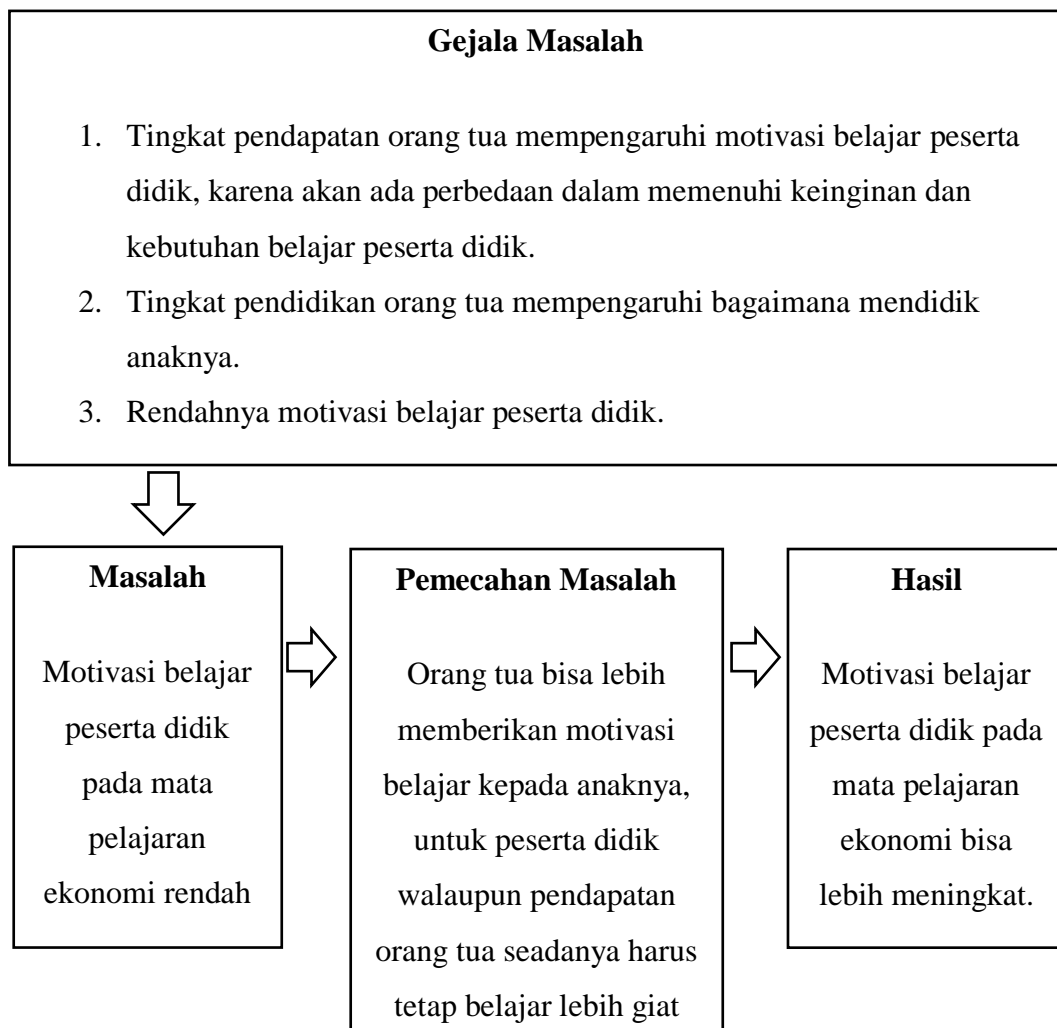 Gejala Masalah
1. Tingkat pendapatan orang tua mempengaruhi motivasi belajar peserta
didik, karena akan ada perbedaan dalam memenuhi keinginan dan
kebutuhan belajar peserta didik.
2. Tingkat pendidikan orang tua mempengaruhi bagaimana mendidik
anaknya.
3. Rendahnya motivasi belajar peserta didik.
Masalah
Motivasi belajar
peserta didik
pada mata
pelajaran
ekonomi rendah
Pemecahan Masalah
Orang tua bisa lebih
memberikan motivasi
belajar kepada anaknya,
untuk peserta didik
walaupun pendapatan
orang tua seadanya harus
tetap belajar lebih giat
Hasil
Motivasi belajar
peserta didik pada
mata pelajaran
ekonomi bisa
lebih meningkat.